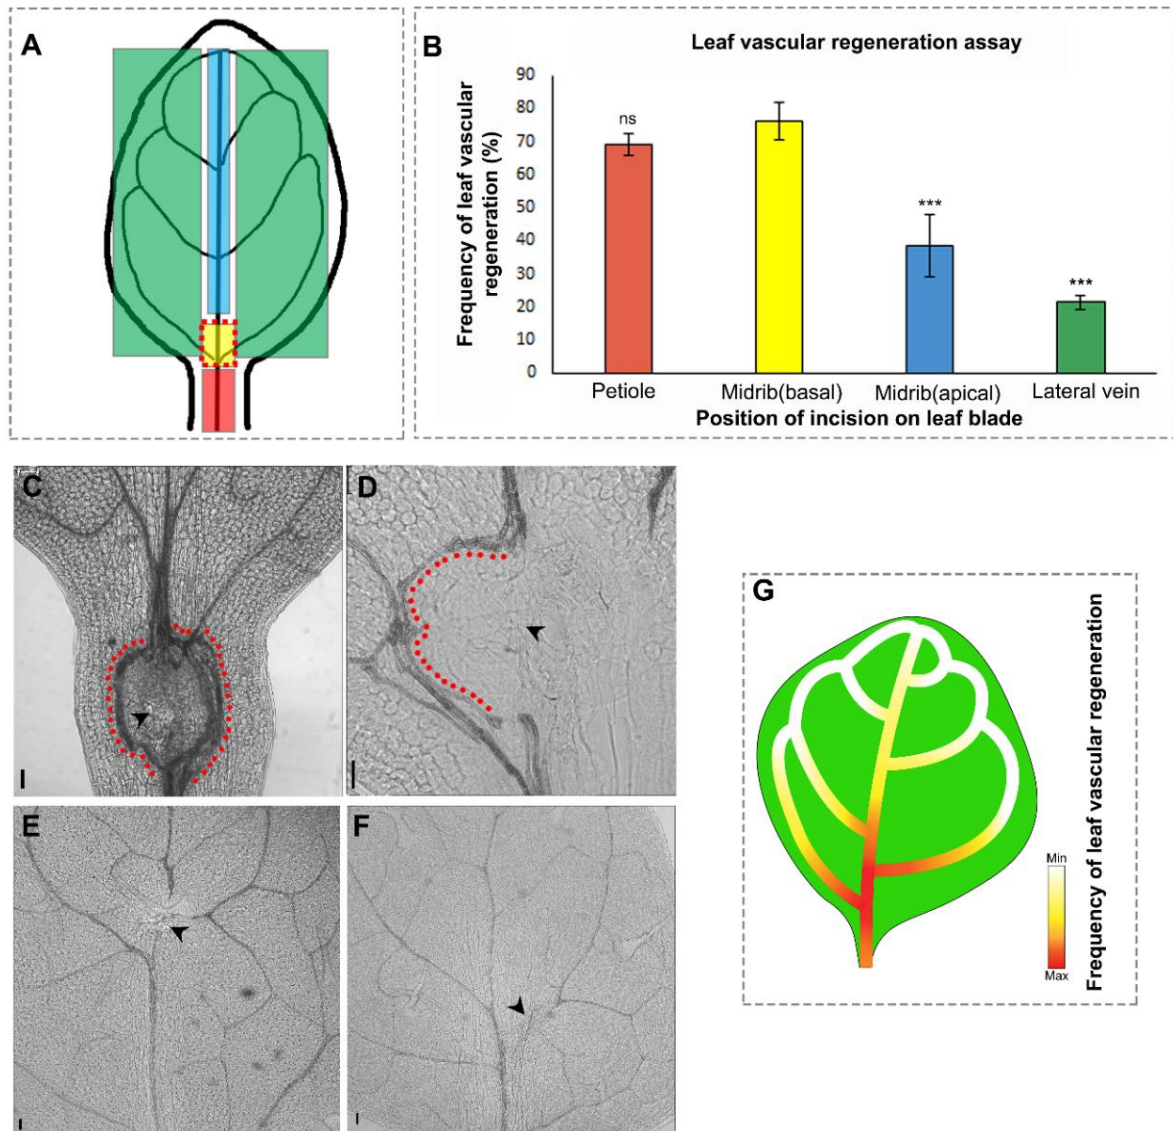 A
B
Leaf vascular regeneration assay
Frequency of leaf vascular
regeneration (%)
90
80
70
60
50
40
30
20
10
0
ns
***
***
Petiole
Midrib(basal)
Midrib(apical)
Lateral vein
Position of incision on leaf blade
C
D
E
F
G
Min
Max
Frequency of leaf vascular regeneration